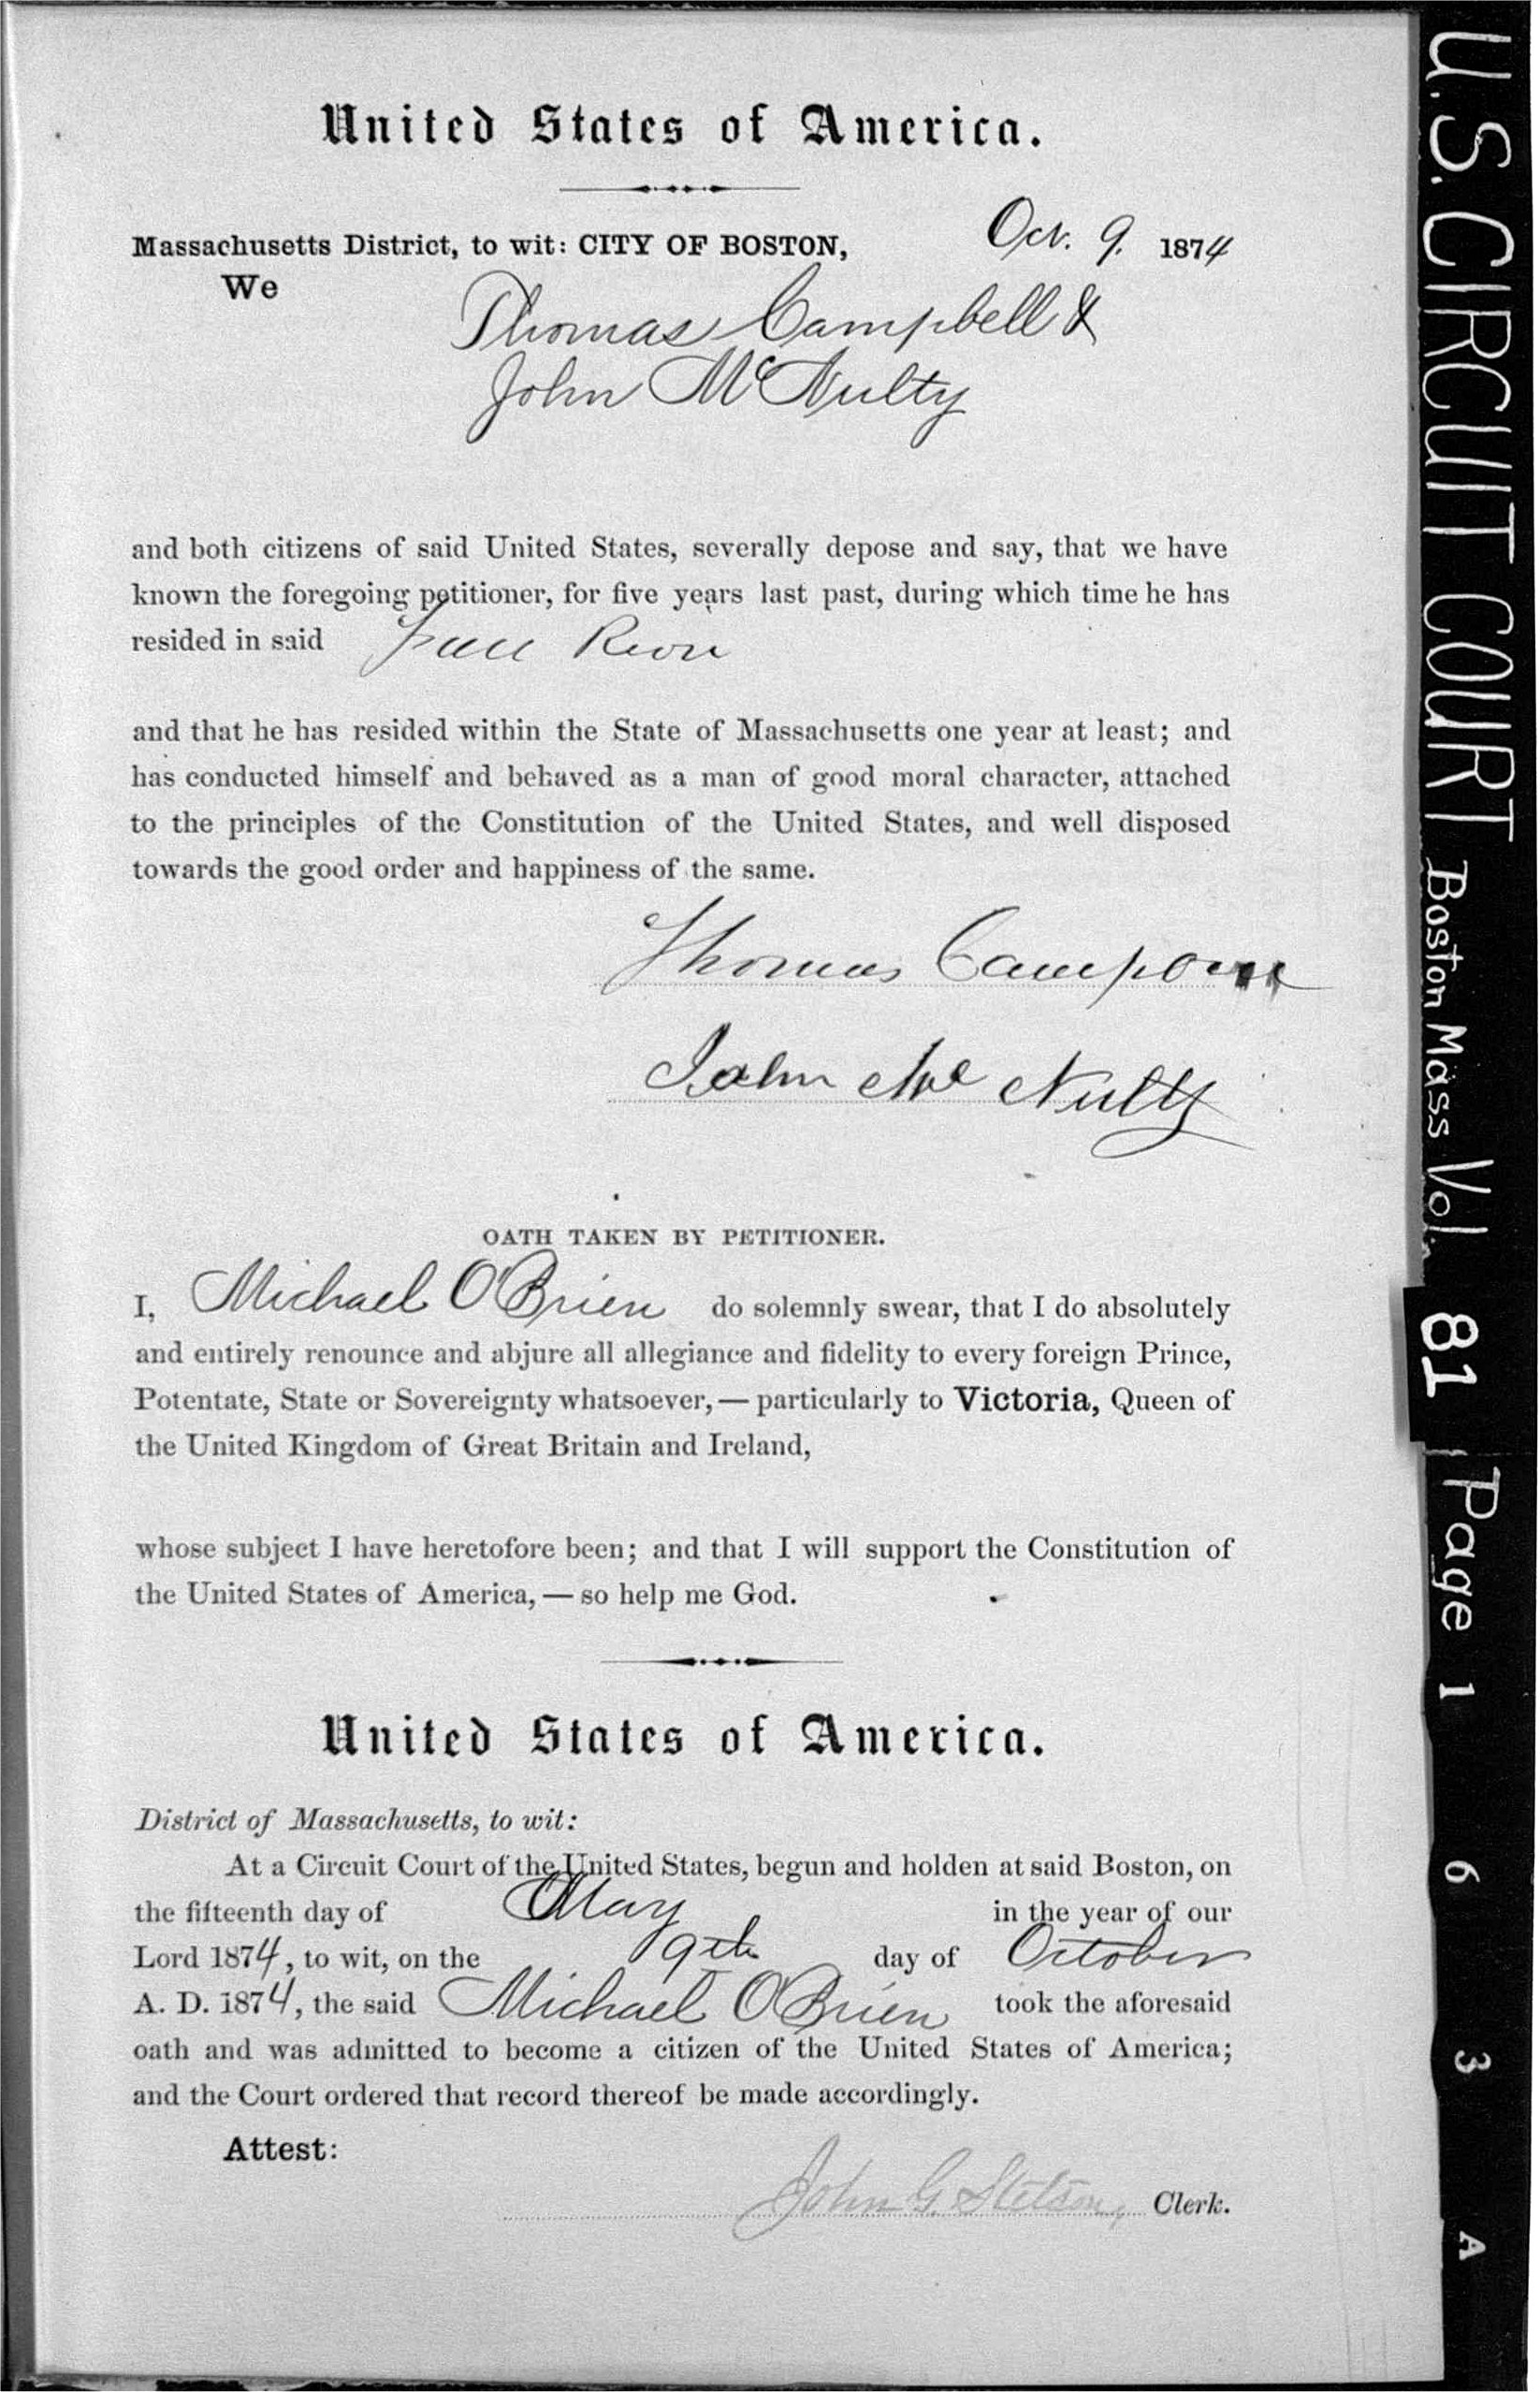 United States of America.
Massachusetts District, to wit: CITY OF BOSTON, Oct. 9. 1874
We
Thomas Campbell &
John McNulty
and both citizens of said United States, severally depose and say, that we have
known the foregoing petitioner, for five years last past, during which time he has
resided in said Fall River
and that he has resided within the State of Massachusetts one year at least; and
has conducted himself and behaved as a man of good moral character, attached
to the principles of the Constitution of the United States, and well disposed
towards the good order and happiness of the same.
Thomas Campbell
John McNulty
OATH TAKEN BY PETITIONER.
I, Michael O'Brien do solemnly swear, that I do absolutely
and entirely renounce and abjure all allegiance and fidelity to every foreign Prince,
Potentate, State or Sovereignty whatsoever,—particularly to Victoria, Queen of
the United Kingdom of Great Britain and Ireland,
whose subject I have heretofore been; and that I will support the Constitution of
the United States of America,—so help me God.
United States of America.
District of Massachusetts, to wit:
At a Circuit Court of the United States, begun and holden at said Boston, on
the fifteenth day of May in the year of our
Lord 1874, to wit, on the 9th day of October
A. D. 1874, the said Michael O'Brien took the aforesaid
oath and was admitted to become a citizen of the United States of America;
and the Court ordered that record thereof be made accordingly.
Attest:
John G. Stetson, Clerk.
U.S. CIRCUIT COURT Boston Mass Vol. 81 Page 1 6 3 A